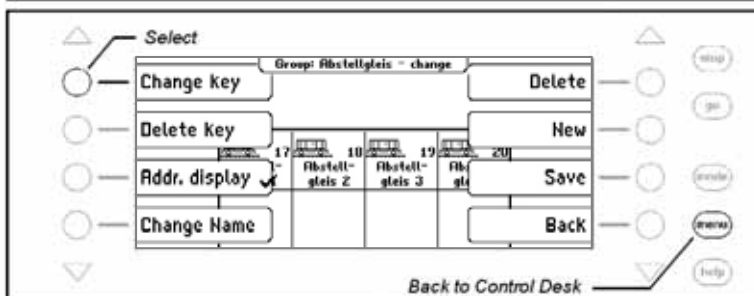 Select
Group: Abstellgleis - change
Change key
Delete
stop
go
Delete key
New
17 18 19 20
Addr. display
Abstell-
gleis 2
Abstell-
gleis 3
Save
mode
Change Name
Back
menu
help
Back to Control Desk